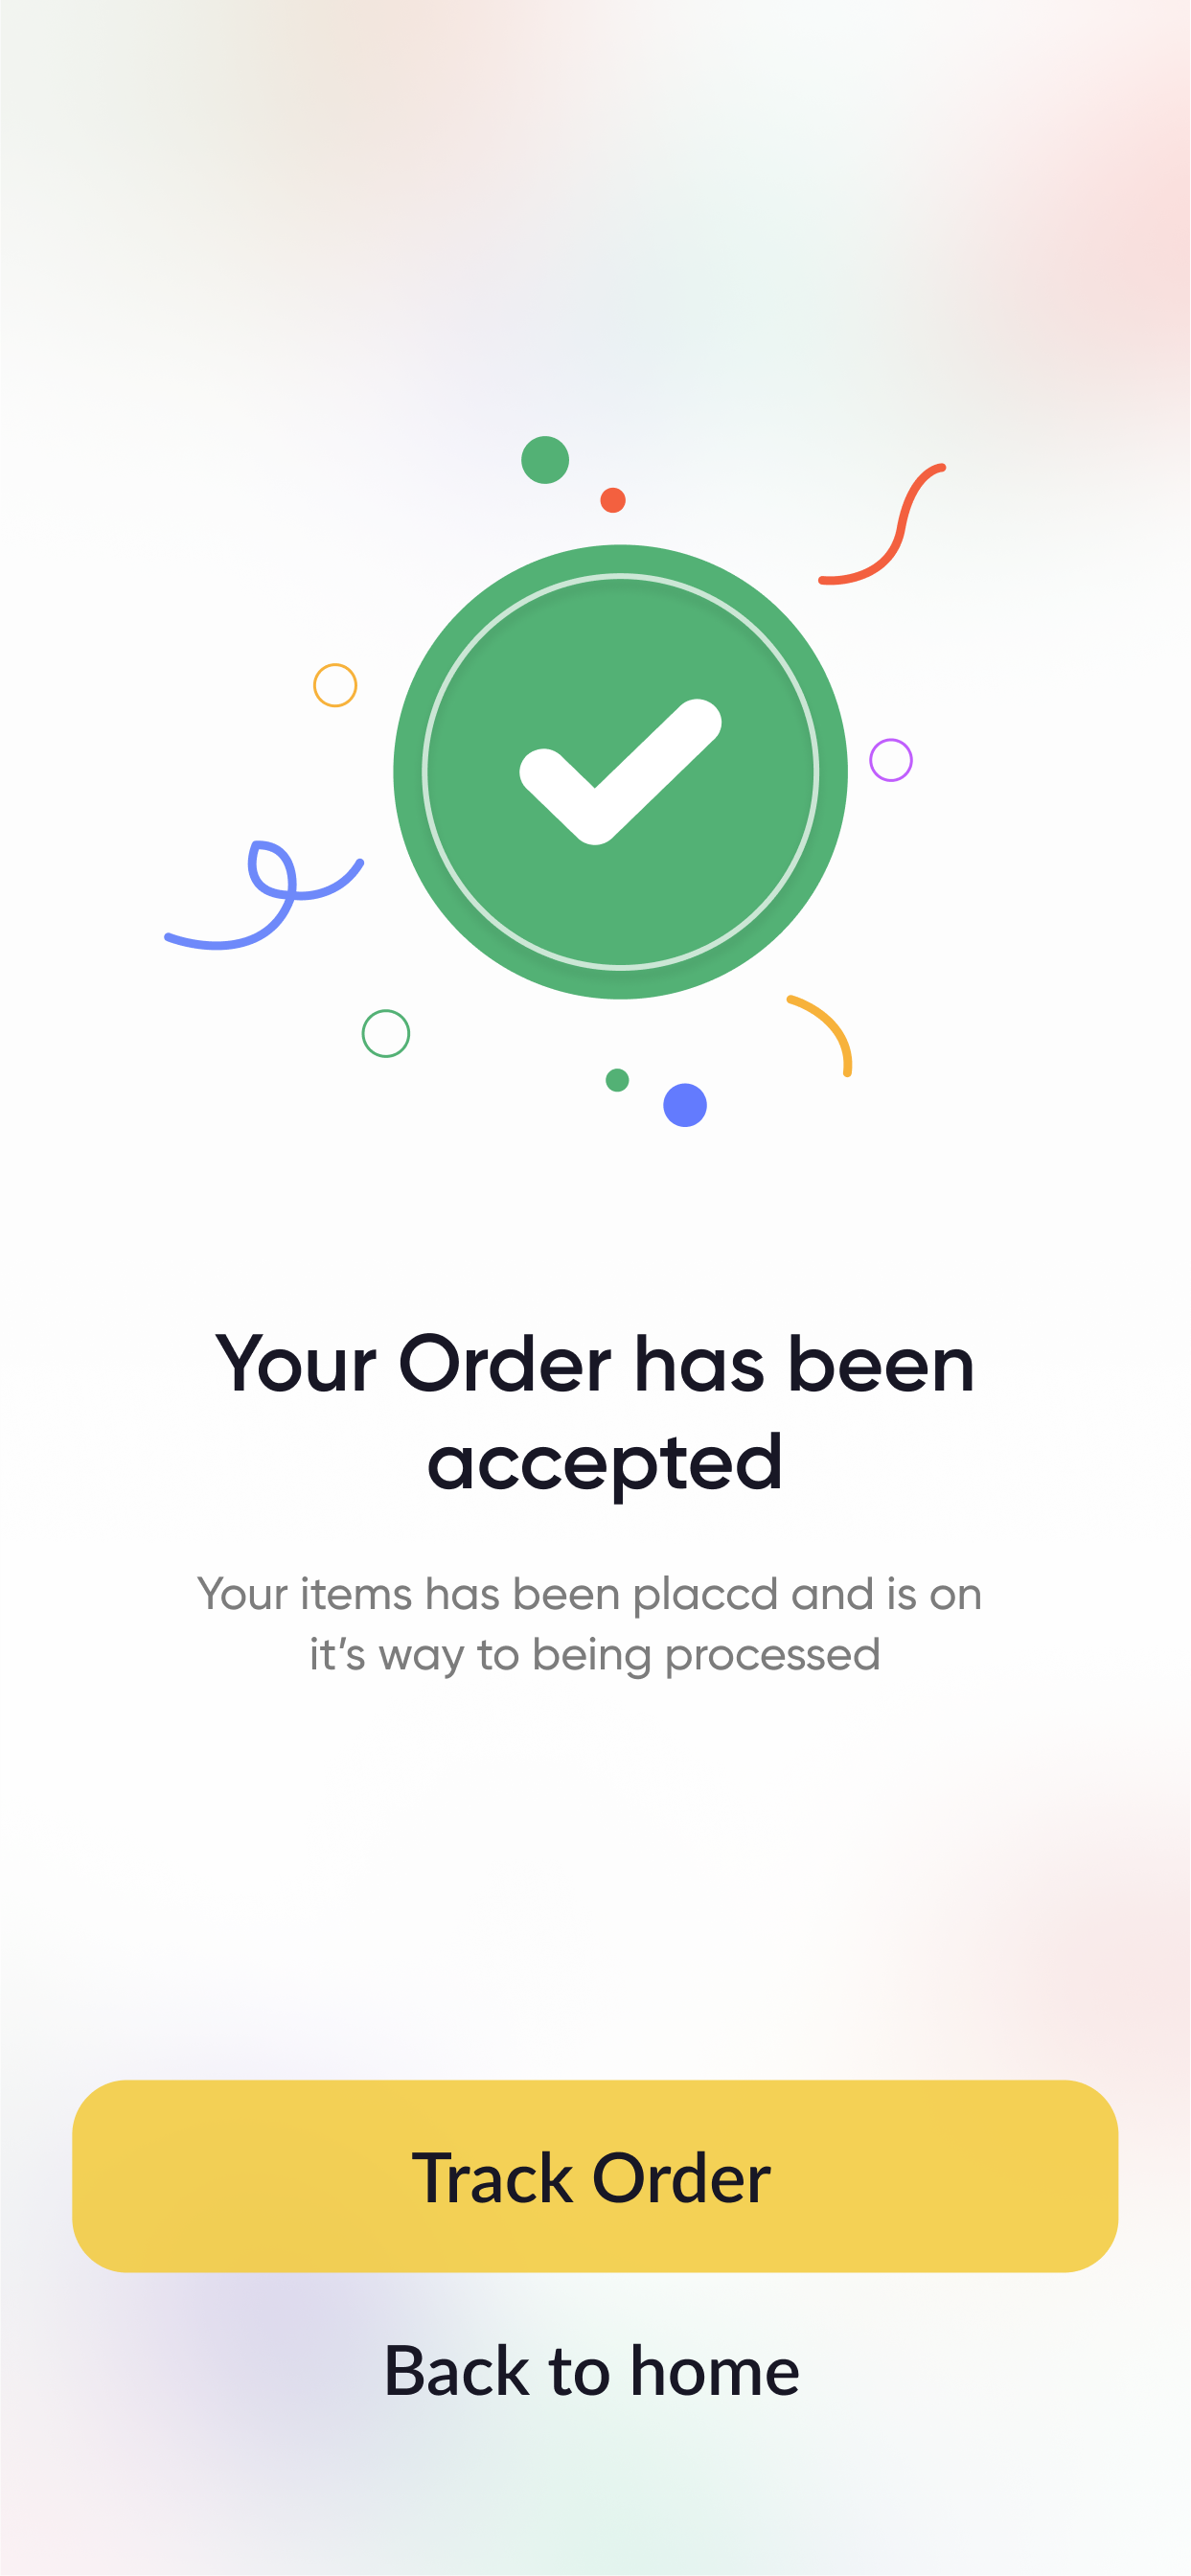 Your Order has been
accepted
Your items has been placcd and is on
it’s way to being processed
Track Order
Back to home